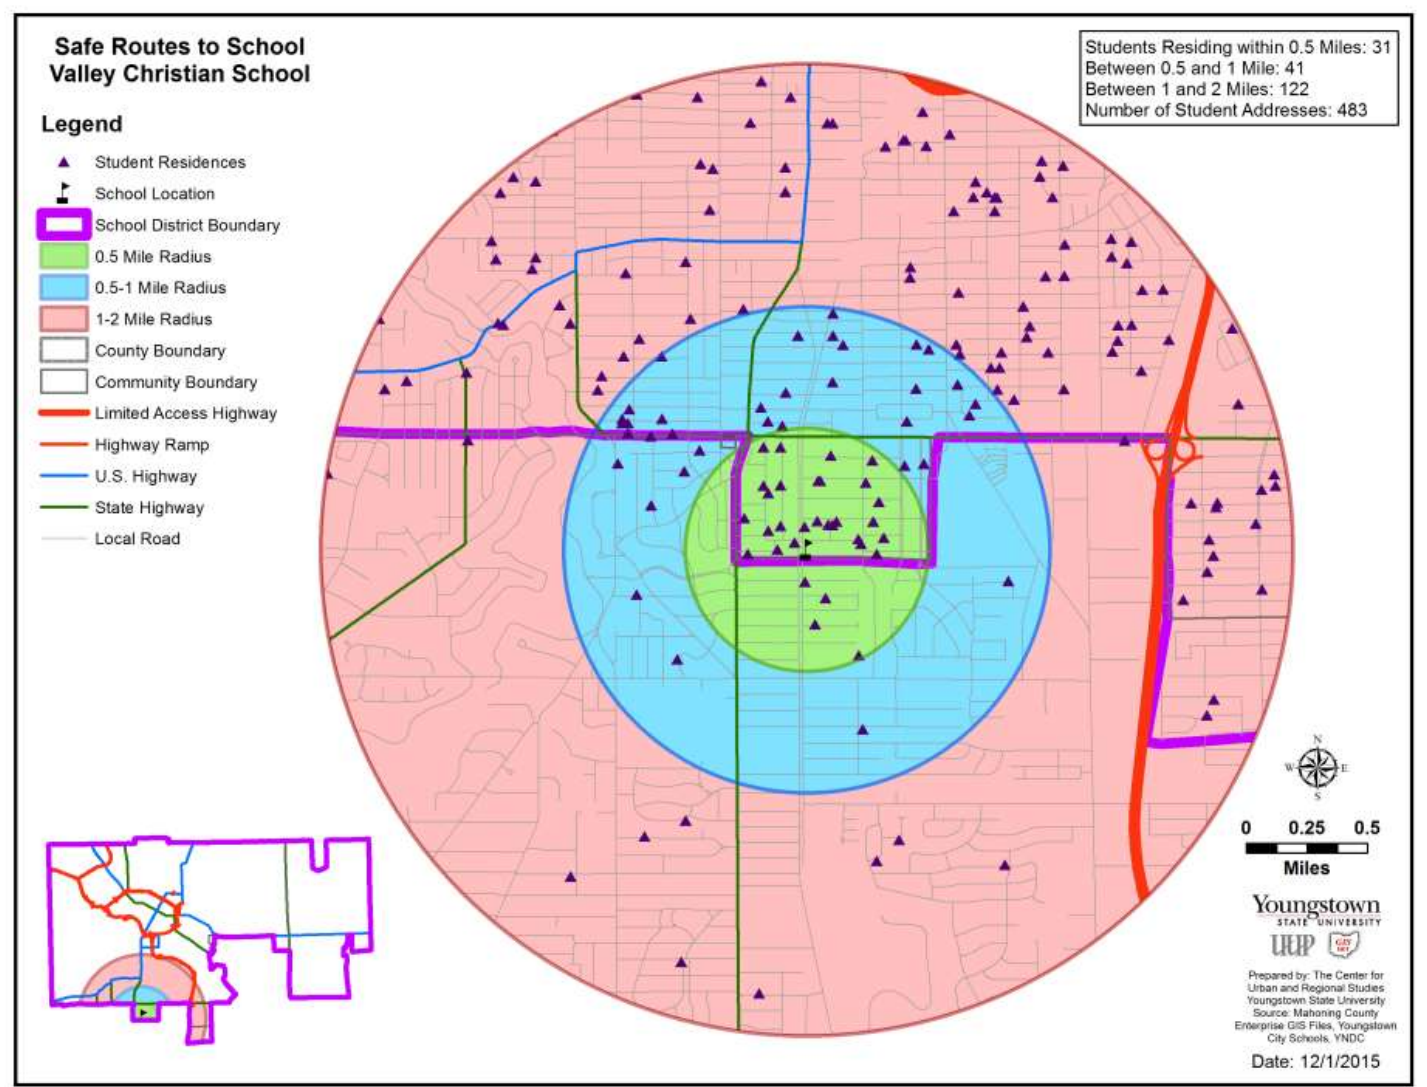 Safe Routes to School
Valley Christian School
Students Residing within 0.5 Miles: 31
Between 0.5 and 1 Mile: 41
Between 1 and 2 Miles: 122
Number of Student Addresses: 483
Legend
Student Residences
School Location
School District Boundary
0.5 Mile Radius
0.5-1 Mile Radius
1-2 Mile Radius
County Boundary
Community Boundary
Limited Access Highway
Highway Ramp
U.S. Highway
State Highway
Local Road
N
W E
S
0 0.25 0.5
Miles
Youngstown
STATE UNIVERSITY
Prepared by: The Center for
Urban and Regional Studies
Youngstown State University
Source: Mahoning County
Enterprise GIS Files, Youngstown
City Schools, YNDC
Date: 12/1/2015